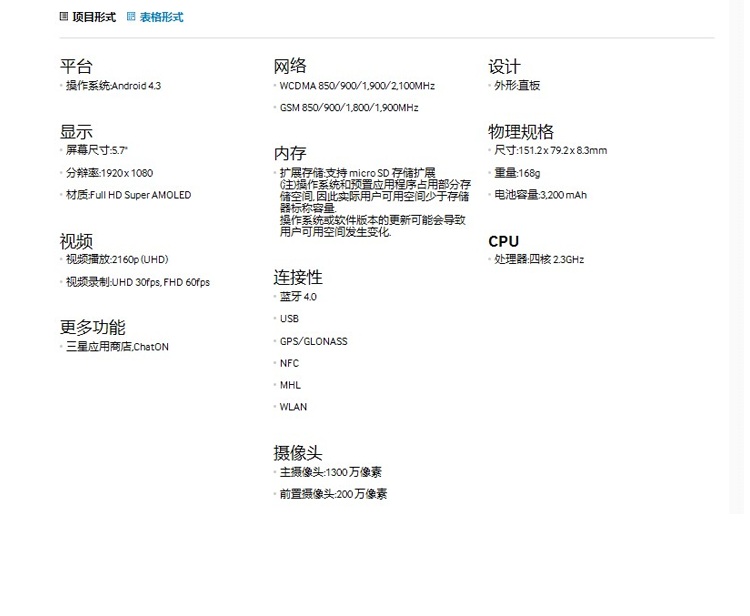 项目形式 表格形式
平台
操作系统:Android 4.3
显示
屏幕尺寸:5.7"
分辩率:1920 x 1080
材质:Full HD Super AMOLED
视频
视频播放:2160p (UHD)
视频录制:UHD 30fps, FHD 60fps
更多功能
三星应用商店,ChatON
网络
WCDMA 850/900/1,900/2,100MHz
GSM 850/900/1,800/1,900MHz
内存
扩展存储:支持 micro SD 存储扩展
(注)操作系统和预置应用程序占用部分存
储空间, 因此实际用户可用空间少于存储
器标称容量.
操作系统或软件版本的更新可能会导致
用户可用空间发生变化.
连接性
蓝牙 4.0
USB
GPS/GLONASS
NFC
MHL
WLAN
摄像头
主摄像头:1300 万像素
前置摄像头:200 万像素
设计
外形:直板
物理规格
尺寸:151.2 x 79.2 x 8.3mm
重量:168g
电池容量:3,200 mAh
CPU
处理器:四核 2.3GHz